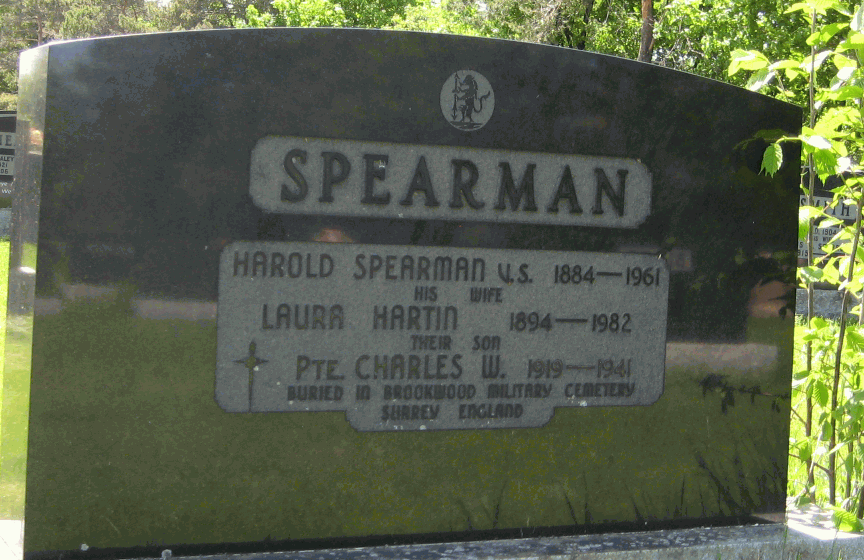 SPEARMAN
HAROLD SPEARMAN V.S. 1884—1961
HIS WIFE
LAURA HARTIN 1894—1982
THEIR SON
PTE. CHARLES W. 1919—1941
BURIED IN BROOKWOOD MILITARY CEMETERY
SURREY ENGLAND